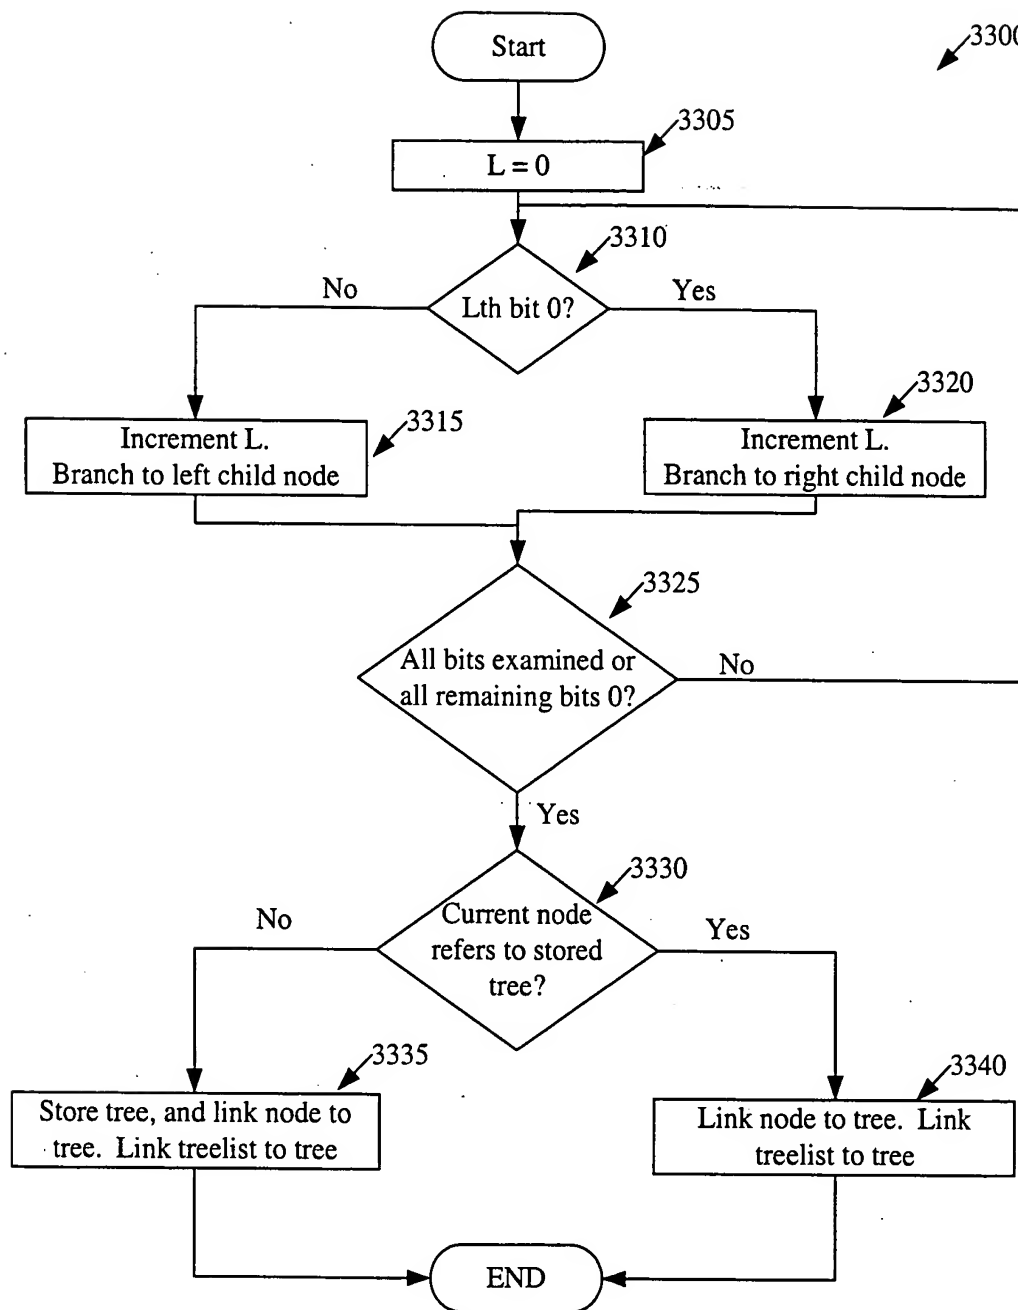 Start
3300
3305
L = 0
3310
No
Lth bit 0?
Yes
3315
3320
Increment L.
Branch to left child node
Increment L.
Branch to right child node
3325
All bits examined or
all remaining bits 0?
No
Yes
3330
No
Current node
refers to stored
tree?
Yes
3335
3340
Store tree, and link node to
tree. Link treelist to tree
Link node to tree. Link
treelist to tree
END